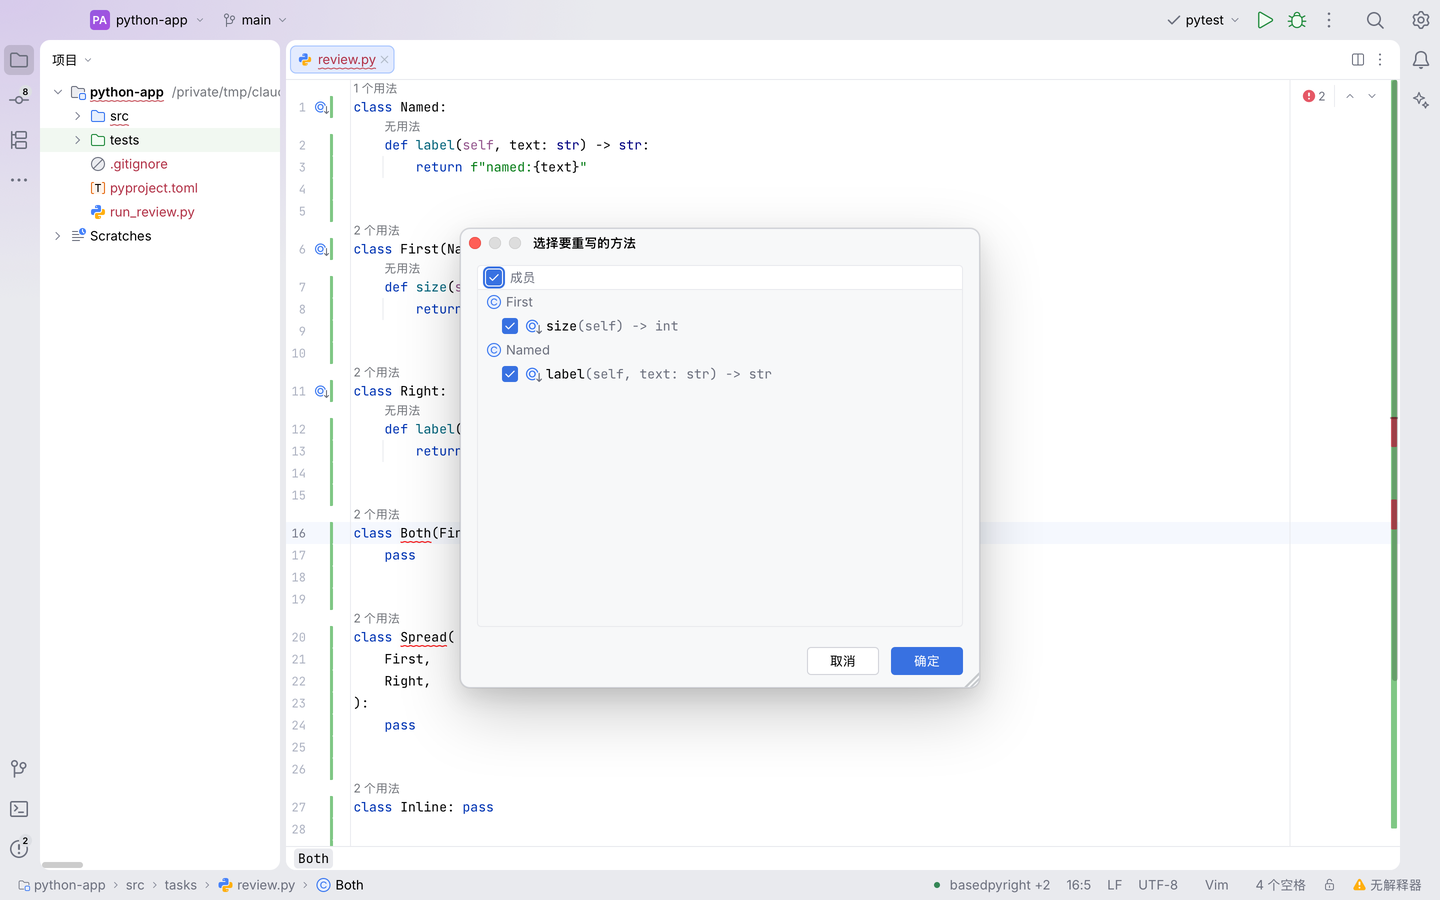 PA python-app main pytest
项目
python-app /private/tmp/clauc
src
tests
.gitignore
pyproject.toml
run_review.py
Scratches
8
2
review.py
2
1 个用法
1 class Named:
无用法
2 def label(self, text: str) -> str:
3 return f"named:{text}"
4
5
2 个用法
6 class First(Na
无用法
7 def size(s
8 return
9
10
2 个用法
11 class Right:
无用法
12 def label(
13 return
14
15
2 个用法
16 class Both(Fir
17 pass
18
19
2 个用法
20 class Spread(
21 First,
22 Right,
23 ):
24 pass
25
26
2 个用法
27 class Inline: pass
28
选择要重写的方法
成员
First
size(self) -> int
Named
label(self, text: str) -> str
取消 确定
Both
python-app src tasks review.py Both basedpyright +2 16:5 LF UTF-8 Vim 4 个空格 无解释器